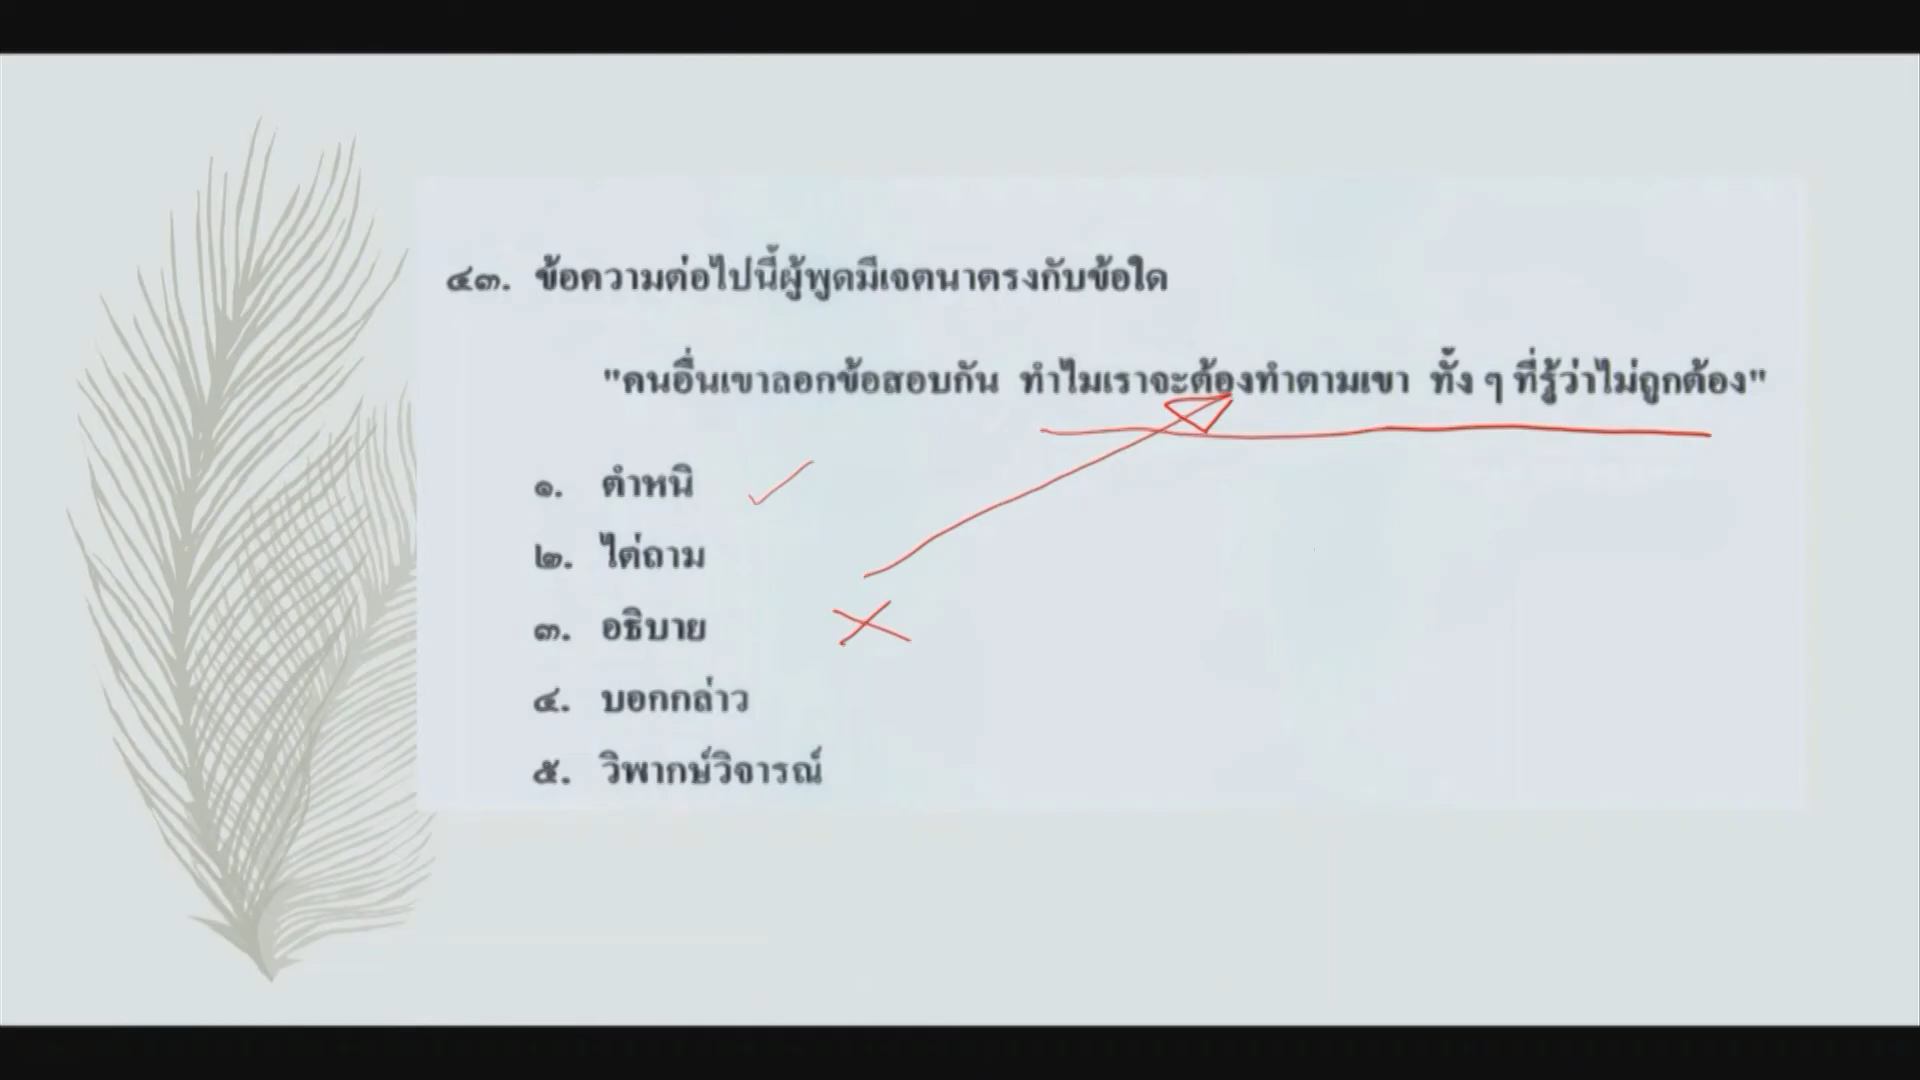 ๔๓. ข้อความต่อไปนี้ผู้พูดมีเจตนาตรงกับข้อใด
"คนอื่นเขาลอกข้อสอบกัน ทำไมเราจะต้องทำตามเขา ทั้ง ๆ ที่รู้ว่าไม่ถูกต้อง"
๑. ตำหนิ
๒. ไต่ถาม
๓. อธิบาย
๔. บอกกล่าว
๕. วิพากษ์วิจารณ์